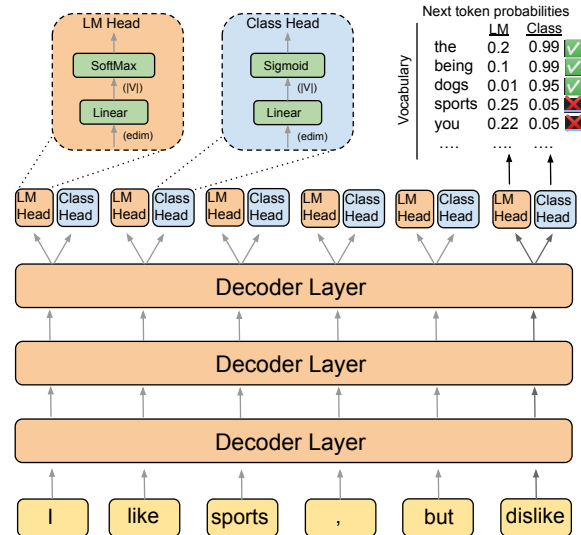 LM Head
SoftMax
(|V|)
Linear
(edim)
Class Head
Sigmoid
(|V|)
Linear
(edim)
Next token probabilities
LM Class
Vocabulary
the 0.2 0.99 ✅
being 0.1 0.99 ✅
dogs 0.01 0.95 ✅
sports 0.25 0.05 ❌
you 0.22 0.05 ❌
.... .... ....
LM Head Class Head LM Head Class Head LM Head Class Head LM Head Class Head LM Head Class Head LM Head Class Head
Decoder Layer
Decoder Layer
Decoder Layer
I like sports , but dislike